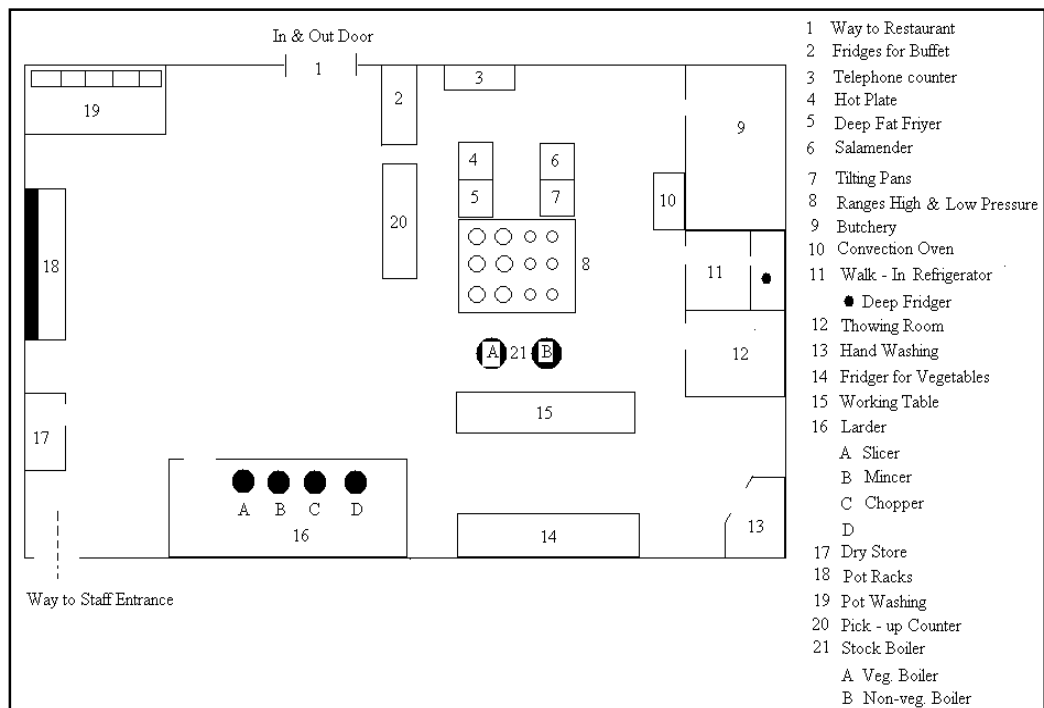 In & Out Door
1
2
3
19
4
6
9
5
7
10
20
18
8
11
A 21 B
12
15
17
A B C D
16
14
13
Way to Staff Entrance
1 Way to Restaurant
2 Fridges for Buffet
3 Telephone counter
4 Hot Plate
5 Deep Fat Friyer
6 Salamender
7 Tilting Pans
8 Ranges High & Low Pressure
9 Butchery
10 Convection Oven
11 Walk - In Refrigerator
● Deep Fridger
12 Thowing Room
13 Hand Washing
14 Fridger for Vegetables
15 Working Table
16 Larder
A Slicer
B Mincer
C Chopper
D
17 Dry Store
18 Pot Racks
19 Pot Washing
20 Pick - up Counter
21 Stock Boiler
A Veg. Boiler
B Non-veg. Boiler